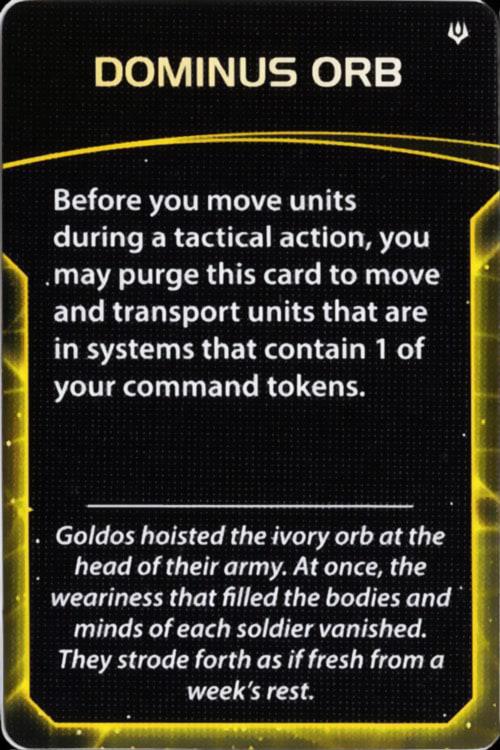 DOMINUS ORB
Before you move units
during a tactical action, you
may purge this card to move
and transport units that are
in systems that contain 1 of
your command tokens.
Goldos hoisted the ivory orb at the
head of their army. At once, the
weariness that filled the bodies and
minds of each soldier vanished.
They strode forth as if fresh from a
week's rest.